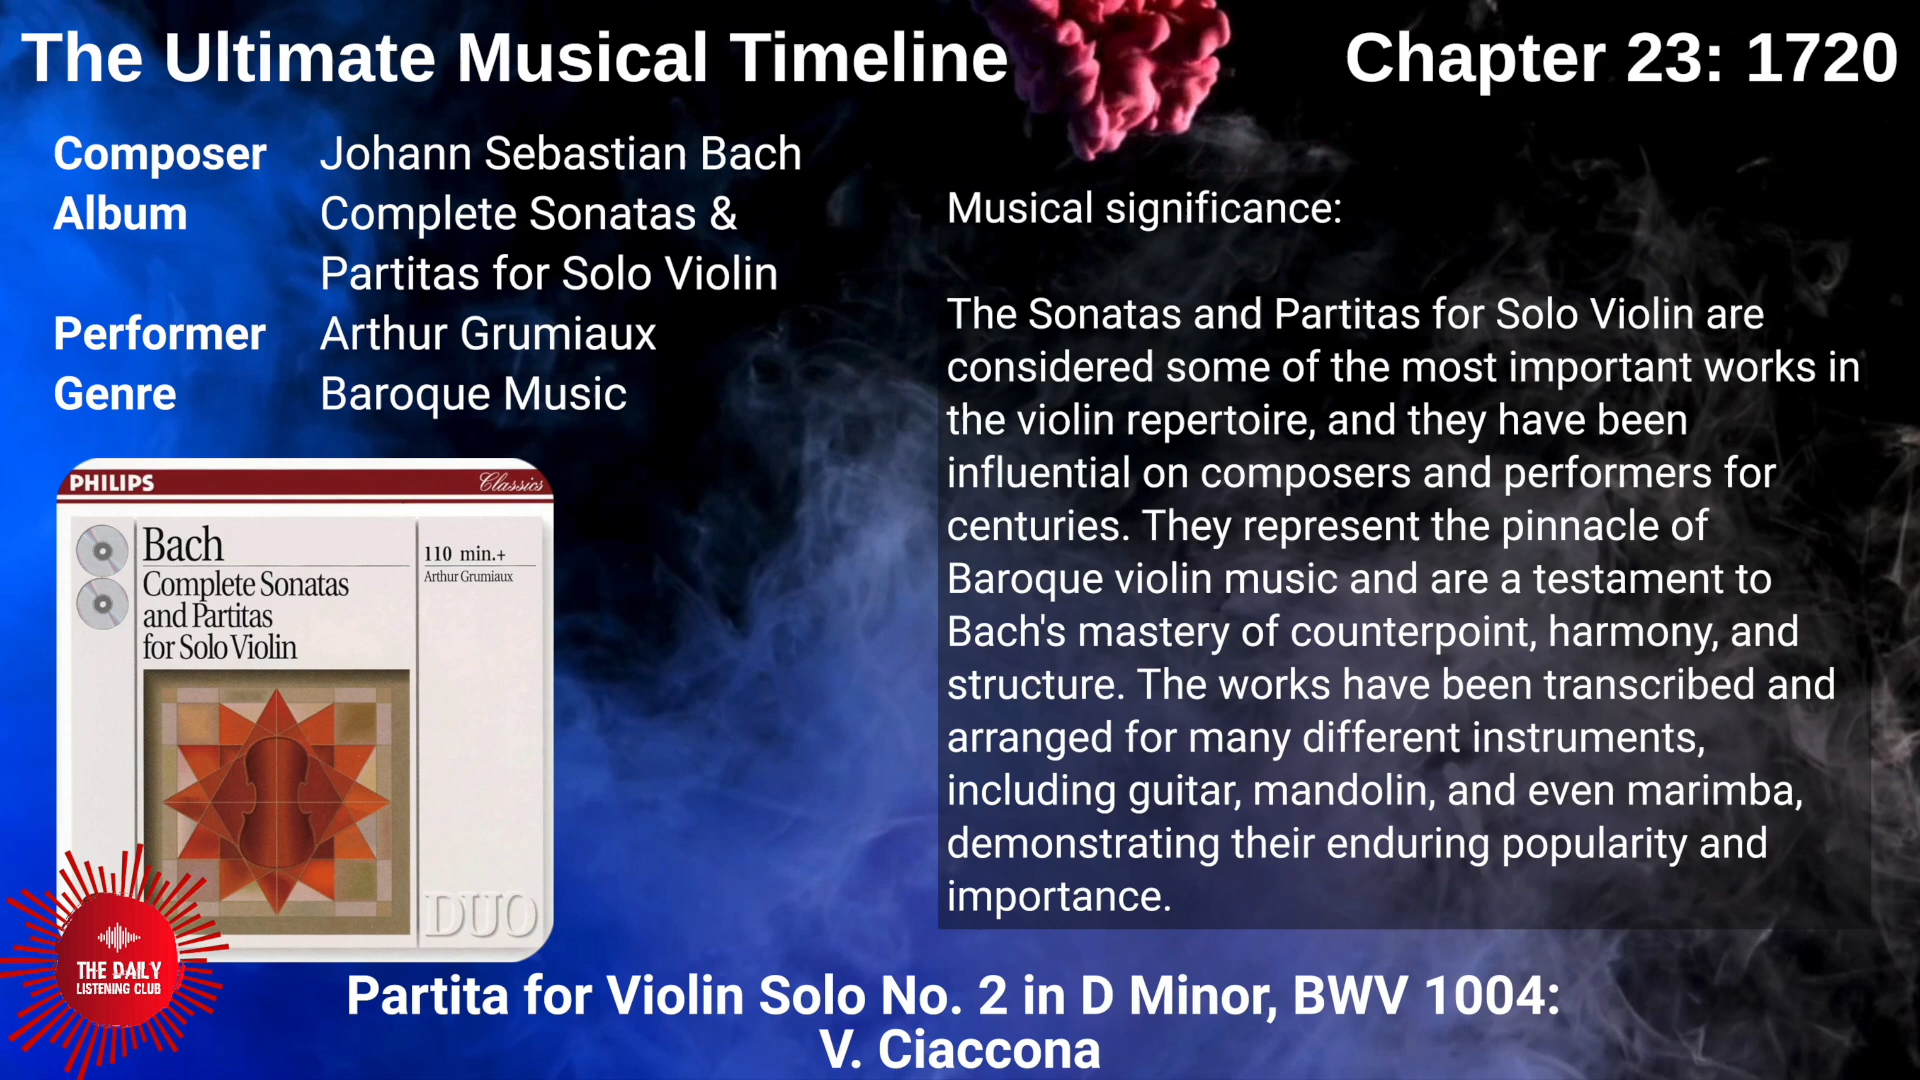 The Ultimate Musical Timeline
Chapter 23: 1720
Composer Johann Sebastian Bach
Album Complete Sonatas &
Partitas for Solo Violin
Performer Arthur Grumiaux
Genre Baroque Music
Musical significance:
The Sonatas and Partitas for Solo Violin are
considered some of the most important works in
the violin repertoire, and they have been
influential on composers and performers for
centuries. They represent the pinnacle of
Baroque violin music and are a testament to
Bach's mastery of counterpoint, harmony, and
structure. The works have been transcribed and
arranged for many different instruments,
including guitar, mandolin, and even marimba,
demonstrating their enduring popularity and
importance.
PHILIPS Classics
Bach
Complete Sonatas
and Partitas
for Solo Violin
110 min.+
Arthur Grumiaux
DUO
THE DAILY
LISTENING CLUB
Partita for Violin Solo No. 2 in D Minor, BWV 1004:
V. Ciaccona